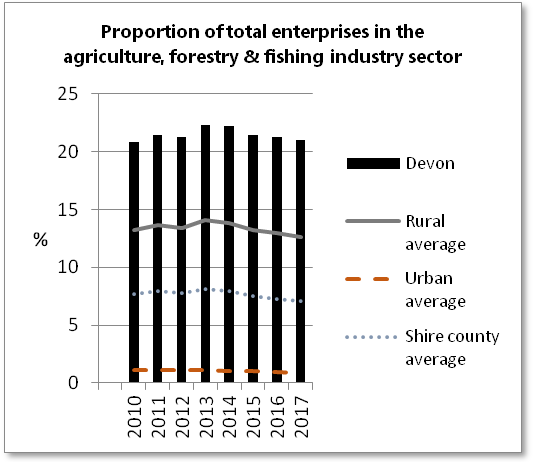 Proportion of total enterprises in the
agriculture, forestry & fishing industry sector
25
20
15
10
5
0
%
2010
2011
2012
2013
2014
2015
2016
2017
Devon
Rural
average
Urban
average
Shire county
average